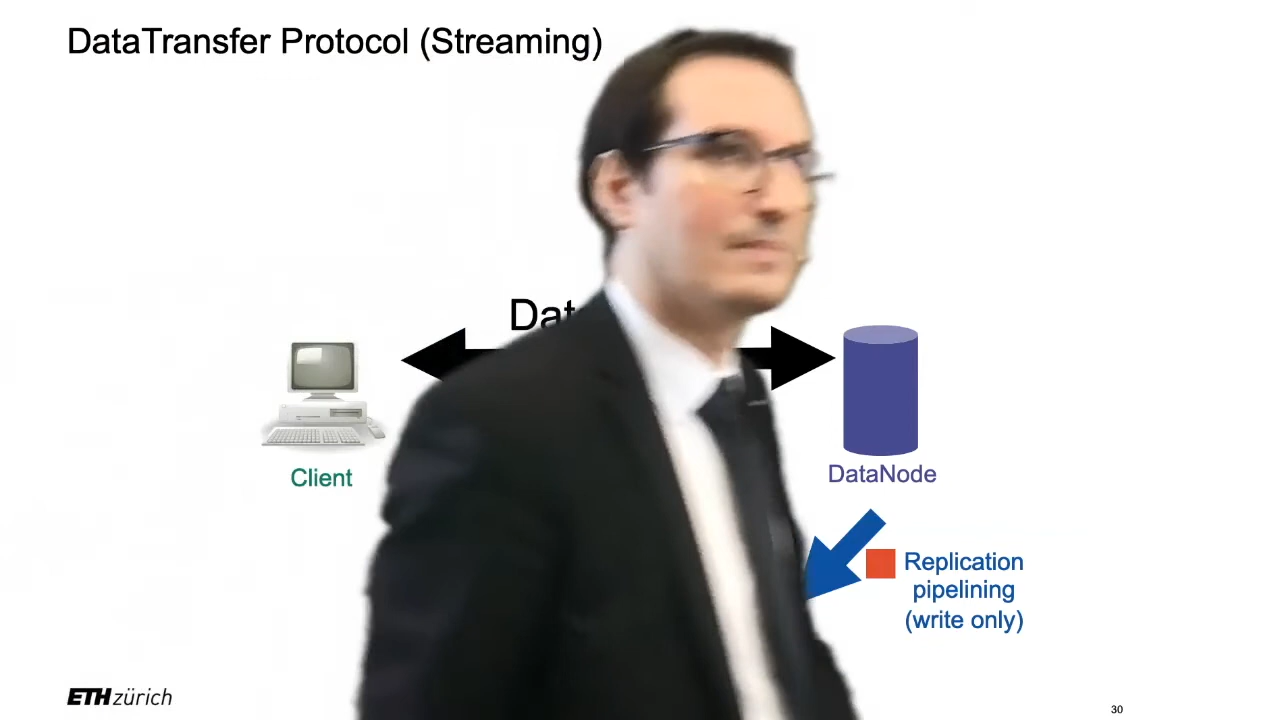 DataTransfer Protocol (Streaming)
Client
DataNode
Replication
pipelining
(write only)
ETH zürich
30